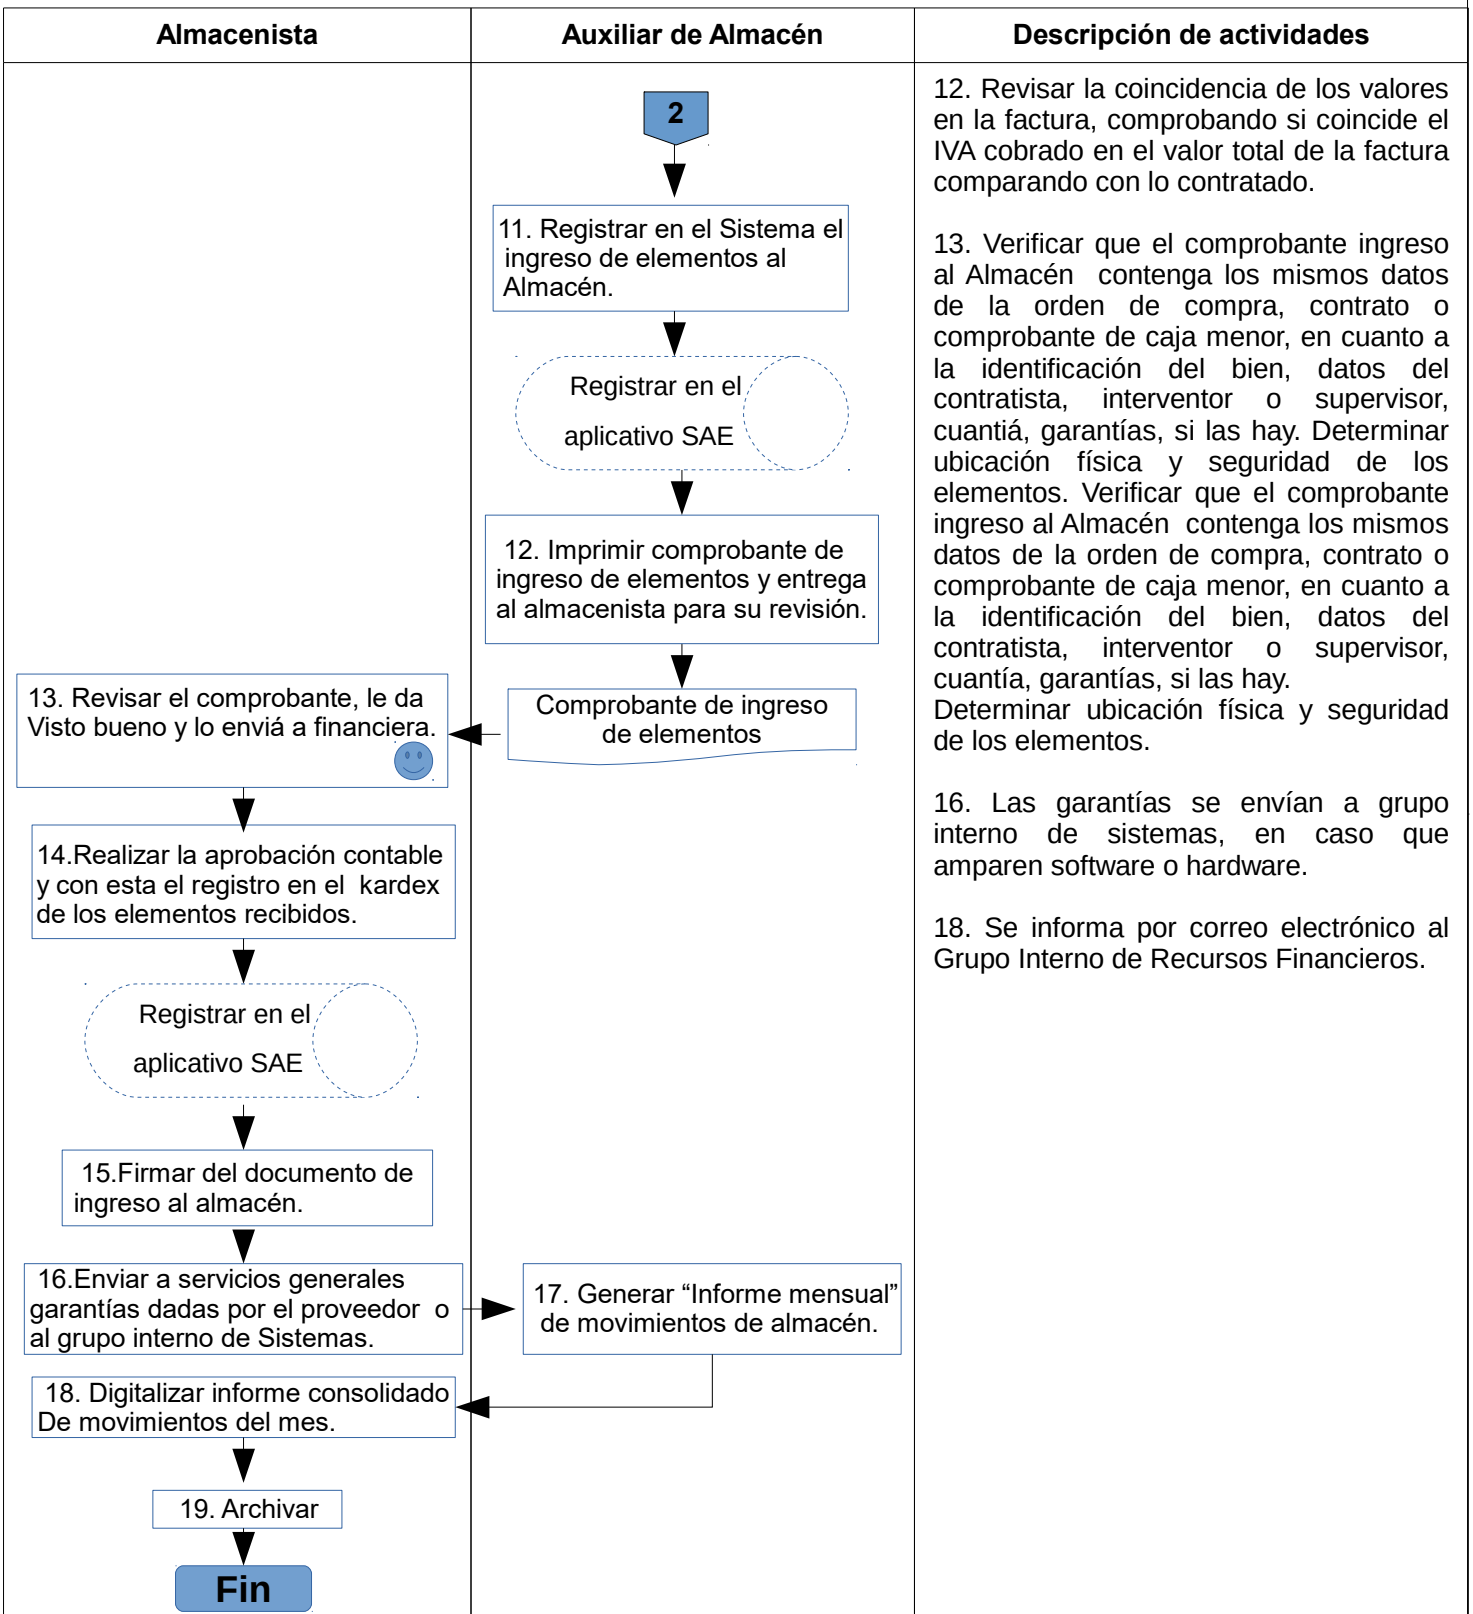 Almacenista
Auxiliar de Almacén
Descripción de actividades
2
11. Registrar en el Sistema el
ingreso de elementos al
Almacén.
Registrar en el
aplicativo SAE
12. Imprimir comprobante de
ingreso de elementos y entrega
al almacenista para su revisión.
Comprobante de ingreso
de elementos
13. Revisar el comprobante, le da
Visto bueno y lo enviá a financiera.
14.Realizar la aprobación contable
y con esta el registro en el kardex
de los elementos recibidos.
Registrar en el
aplicativo SAE
15.Firmar del documento de
ingreso al almacén.
16.Enviar a servicios generales
garantías dadas por el proveedor o
al grupo interno de Sistemas.
17. Generar “Informe mensual”
de movimientos de almacén.
18. Digitalizar informe consolidado
De movimientos del mes.
19. Archivar
Fin
12. Revisar la coincidencia de los valores
en la factura, comprobando si coincide el
IVA cobrado en el valor total de la factura
comparando con lo contratado.
13. Verificar que el comprobante ingreso
al Almacén contenga los mismos datos
de la orden de compra, contrato o
comprobante de caja menor, en cuanto a
la identificación del bien, datos del
contratista, interventor o supervisor,
cuantiá, garantías, si las hay. Determinar
ubicación física y seguridad de los
elementos. Verificar que el comprobante
ingreso al Almacén contenga los mismos
datos de la orden de compra, contrato o
comprobante de caja menor, en cuanto a
la identificación del bien, datos del
contratista, interventor o supervisor,
cuantía, garantías, si las hay.
Determinar ubicación física y seguridad
de los elementos.
16. Las garantías se envían a grupo
interno de sistemas, en caso que
amparen software o hardware.
18. Se informa por correo electrónico al
Grupo Interno de Recursos Financieros.